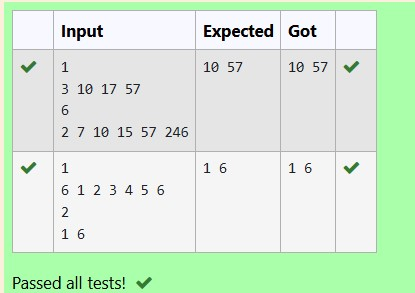 Input Expected Got
1 10 57 10 57
3 10 17 57
6
2 7 10 15 57 246
1 1 6 1 6
6 1 2 3 4 5 6
2
1 6
Passed all tests!